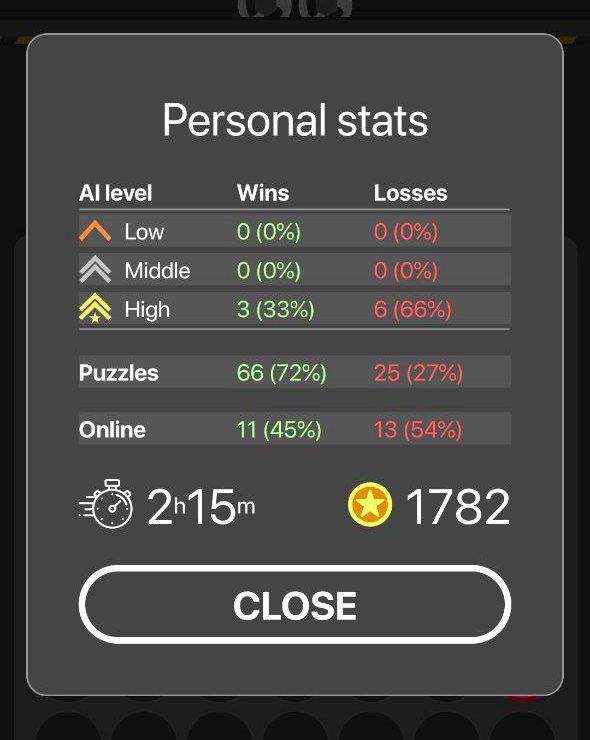 Personal stats
AI level Wins Losses
Low 0 (0%) 0 (0%)
Middle 0 (0%) 0 (0%)
High 3 (33%) 6 (66%)
Puzzles 66 (72%) 25 (27%)
Online 11 (45%) 13 (54%)
2h15m 1782
CLOSE